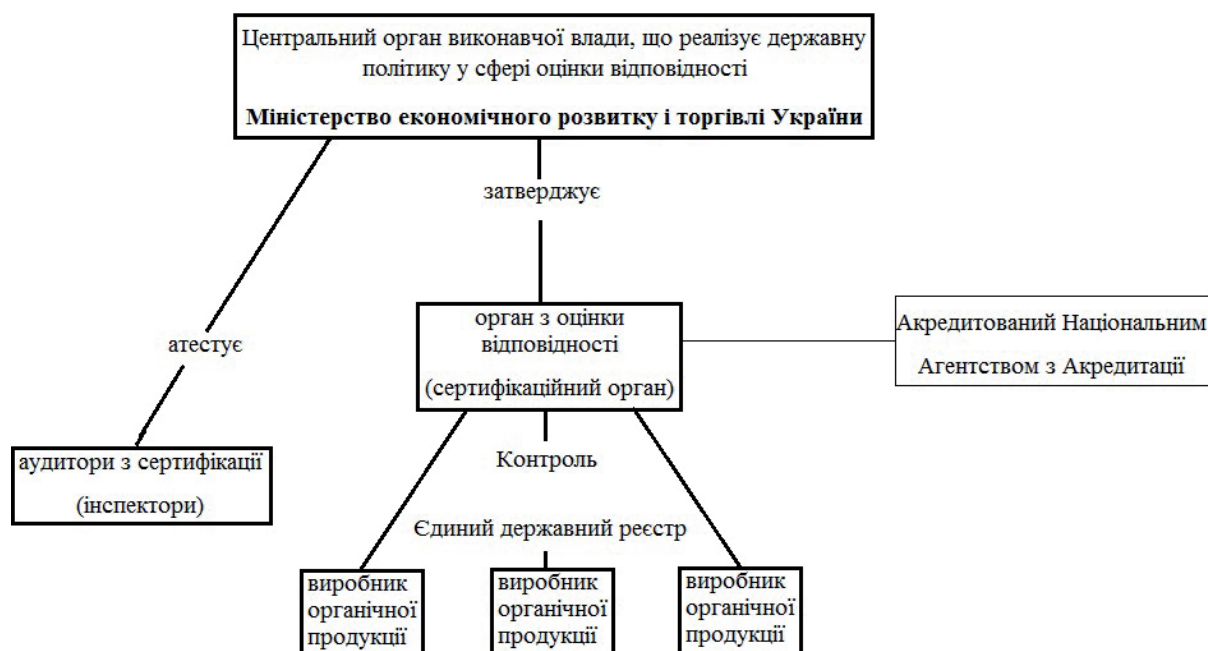 Центральний орган виконавчої влади, що реалізує державну
політику у сфері оцінки відповідності
Міністерство економічного розвитку і торгівлі України
затверджує
атестує
орган з оцінки
відповідності
(сертифікаційний орган)
Акредитований Національним
Агентством з Акредитації
аудитори з сертифікації
(інспектори)
Контроль
Єдиний державний реєстр
виробник
органічної
продукції
виробник
органічної
продукції
виробник
органічної
продукції